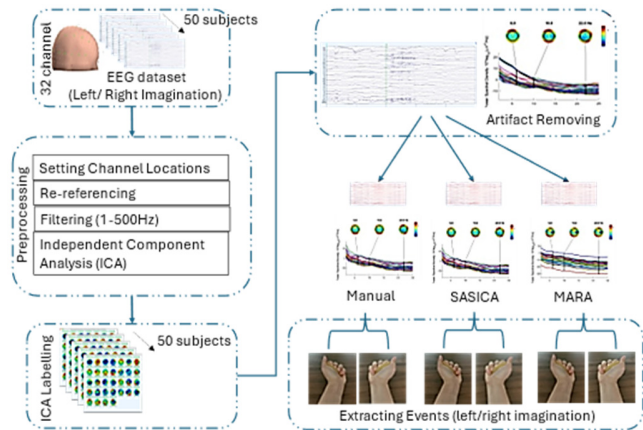 50 subjects
32 channel
EEG dataset
(Left/ Right Imagination)
Preprocessing
Setting Channel Locations
Re-referencing
Filtering (1-500Hz)
Independent Component
Analysis (ICA)
ICA Labelling
50 subjects
Artifact Removing
Manual
SASICA
MARA
Extracting Events (left/right imagination)